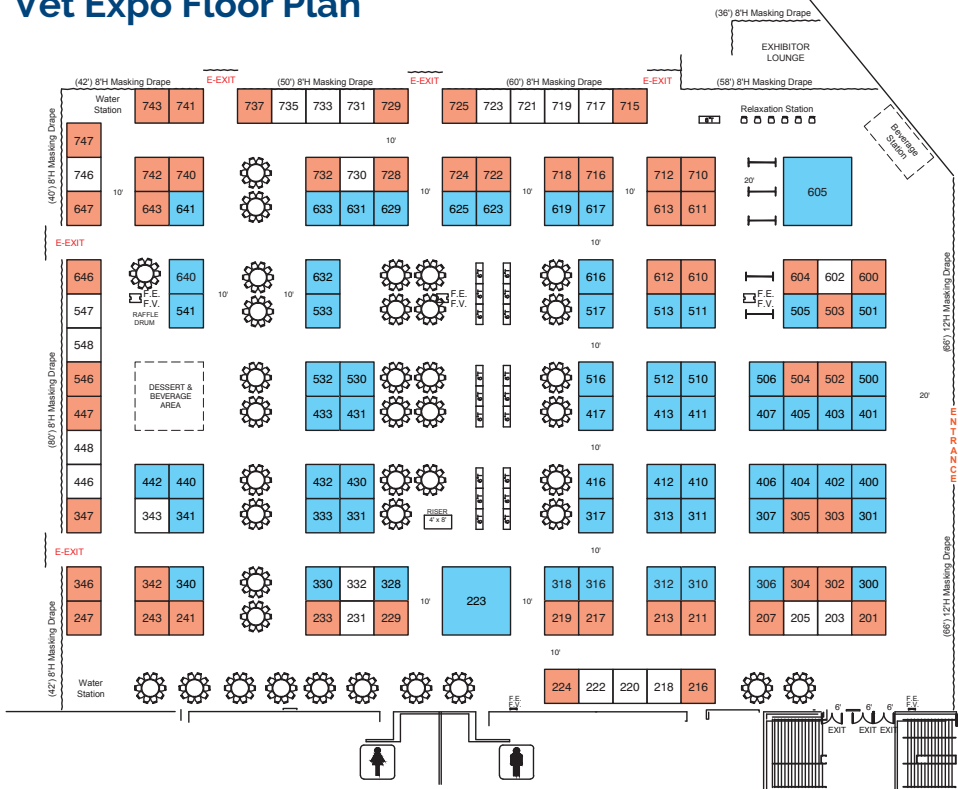 Vet Expo Floor Plan
(36') 8'H Masking Drape
EXHIBITOR
LOUNGE
(42') 8'H Masking Drape
E-EXIT
(50') 8'H Masking Drape
E-EXIT
(60') 8'H Masking Drape
E-EXIT
(58') 8'H Masking Drape
Water
Station
743 741
737 735 733 731 729
725 723 721 719 717 715
Relaxation Station
6'T
Beverage
Station
(40') 8'H Masking Drape
747
10'
746
10'
742 740
732 730 728
10'
724 722
10'
718 716
10'
712 710
20'
605
647
643 641
633 631 629
625 623
619 617
613 611
E-EXIT
10'
646
640
632
616
612 610
604 602 600
F.E.
F.V.
RAFFLE
DRUM
10'
10'
F.E.
F.V.
F.E.
F.V.
547
541
533
517
513 511
505 503 501
(66') 12'H Masking Drape
548
10'
(80') 8'H Masking Drape
546
DESSERT &
BEVERAGE
AREA
532 530
516
512 510
506 504 502 500
20'
447
433 431
417
413 411
407 405 403 401
ENTRANCE
448
10'
446
442 440
432 430
416
412 410
406 404 402 400
347
343 341
333 331
RISER
4' x 8'
317
313 311
307 305 303 301
6'T
6'T
6'T
6'T
6'T
6'T
E-EXIT
10'
346
342 340
330 332 328
10'
223
10'
318 316
312 310
306 304 302 300
247
243 241
233 231 229
219 217
213 211
207 205 203 201
(66') 12'H Masking Drape
(42') 8'H Masking Drape
10'
Water
Station
224 222 220 218 216
F.E.
F.V.
F.E.
F.V.
6' 6' 6'
EXIT EXIT EXIT